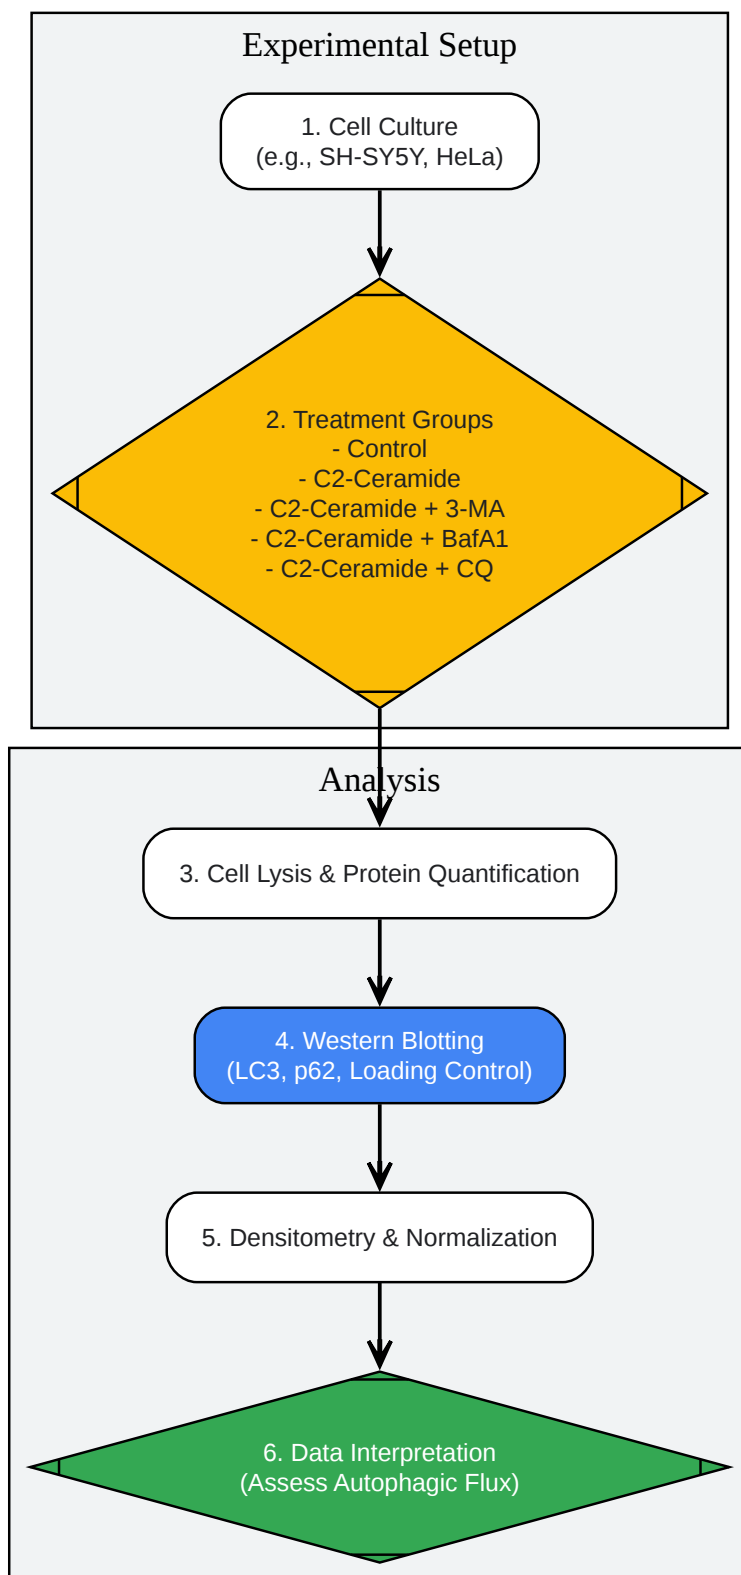 Experimental Setup
1. Cell Culture
(e.g., SH-SY5Y, HeLa)
2. Treatment Groups
- Control
- C2-Ceramide
- C2-Ceramide + 3-MA
- C2-Ceramide + BafA1
- C2-Ceramide + CQ
Analysis
3. Cell Lysis & Protein Quantification
4. Western Blotting
(LC3, p62, Loading Control)
5. Densitometry & Normalization
6. Data Interpretation
(Assess Autophagic Flux)